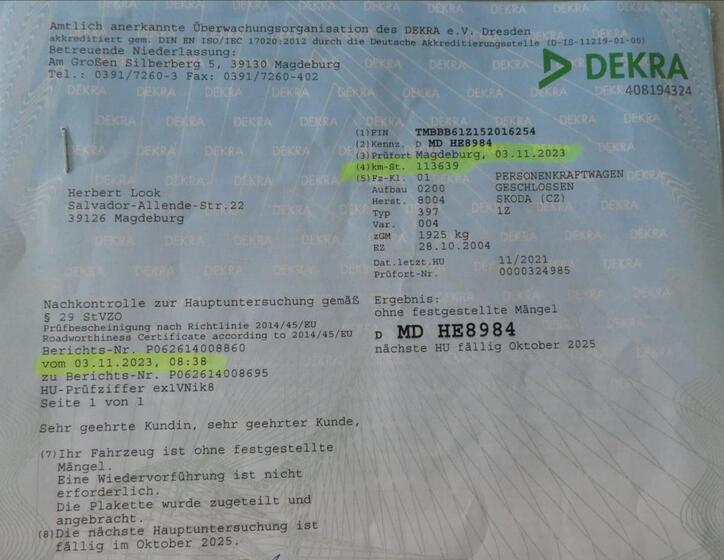 Amtlich anerkannte Überwachungsorganisation des DEKRA e.V. Dresden
akkreditiert gem. DIN EN ISO/IEC 17020:2012 durch die Deutsche Akkreditierungsstelle (D-IS-11219-01-00)
Betreuende Niederlassung:
Am Großen Silberberg 5, 39130 Magdeburg
Tel.: 0391/7260-3 Fax: 0391/7260-402
DEKRA
408194324
(1)FIN TMBBB61Z152016254
(2)Kennz. D MD HE8984
(3)Prüfort Magdeburg, 03.11.2023
(4)km-St. 113639
(5)Fz-Kl. 01 PERSONENKRAFTWAGEN
Aufbau 0200 GESCHLOSSEN
Herst. 8004 SKODA (CZ)
Typ 397 1Z
Var. 004
zGM 1925 kg
EZ 28.10.2004
Dat.letzt.HU 11/2021
Prüfort-Nr. 0000324985
Herbert Look
Salvador-Allende-Str.22
39126 Magdeburg
Nachkontrolle zur Hauptuntersuchung gemäß
§ 29 StVZO
Prüfbescheinigung nach Richtlinie 2014/45/EU
Roadworthiness Certificate according to 2014/45/EU
Berichts-Nr. P062614008860
vom 03.11.2023, 08:38
zu Berichts-Nr. P062614008695
HU-Prüfziffer ex1VNik8
Seite 1 von 1
Ergebnis:
ohne festgestellte Mängel
D MD HE8984
nächste HU fällig Oktober 2025
Sehr geehrte Kundin, sehr geehrter Kunde,
(7)Ihr Fahrzeug ist ohne festgestellte
Mängel.
Eine Wiedervorführung ist nicht
erforderlich.
Die Plakette wurde zugeteilt und
angebracht.
(8)Die nächste Hauptuntersuchung ist
fällig im Oktober 2025.